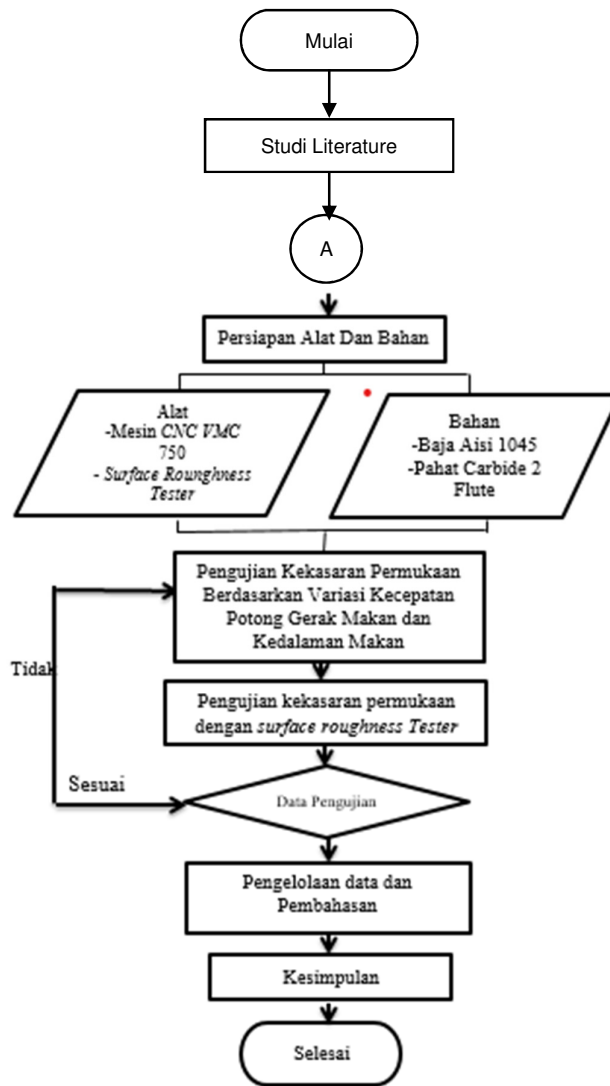 Mulai
Studi Literature
A
Persiapan Alat Dan Bahan
Alat
-Mesin CNC VMC
750
- Surface Rounghness
Tester
Bahan
-Baja Aisi 1045
-Pahat Carbide 2
Flute
Pengujian Kekasaran Permukaan
Berdasarkan Variasi Kecepatan
Potong Gerak Makan dan
Kedalaman Makan
Tidak
Pengujian kekasaran permukaan
dengan surface roughness Tester
Sesuai
Data Pengujian
Pengelolaan data dan
Pembahasan
Kesimpulan
Selesai